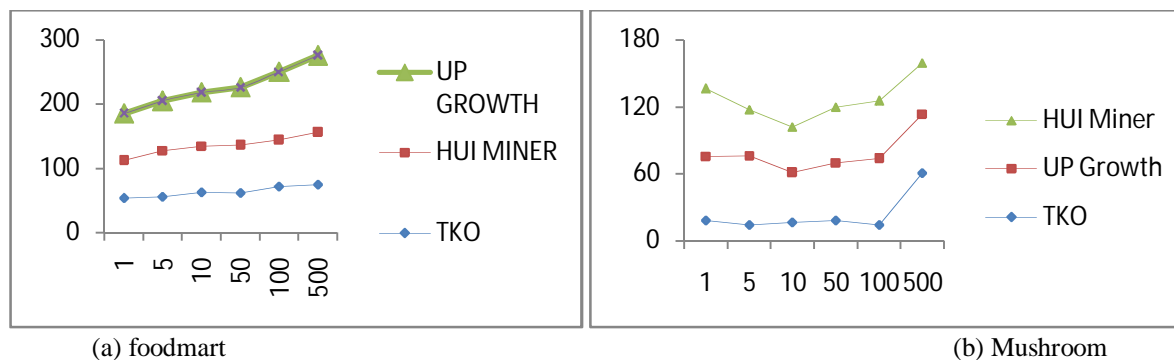 300
200
100
0
1
5
10
50
100
500
UP
GROWTH
HUI MINER
TKO
(a) foodmart
180
120
60
0
1 5 10 50 100 500
HUI Miner
UP Growth
TKO
(b) Mushroom